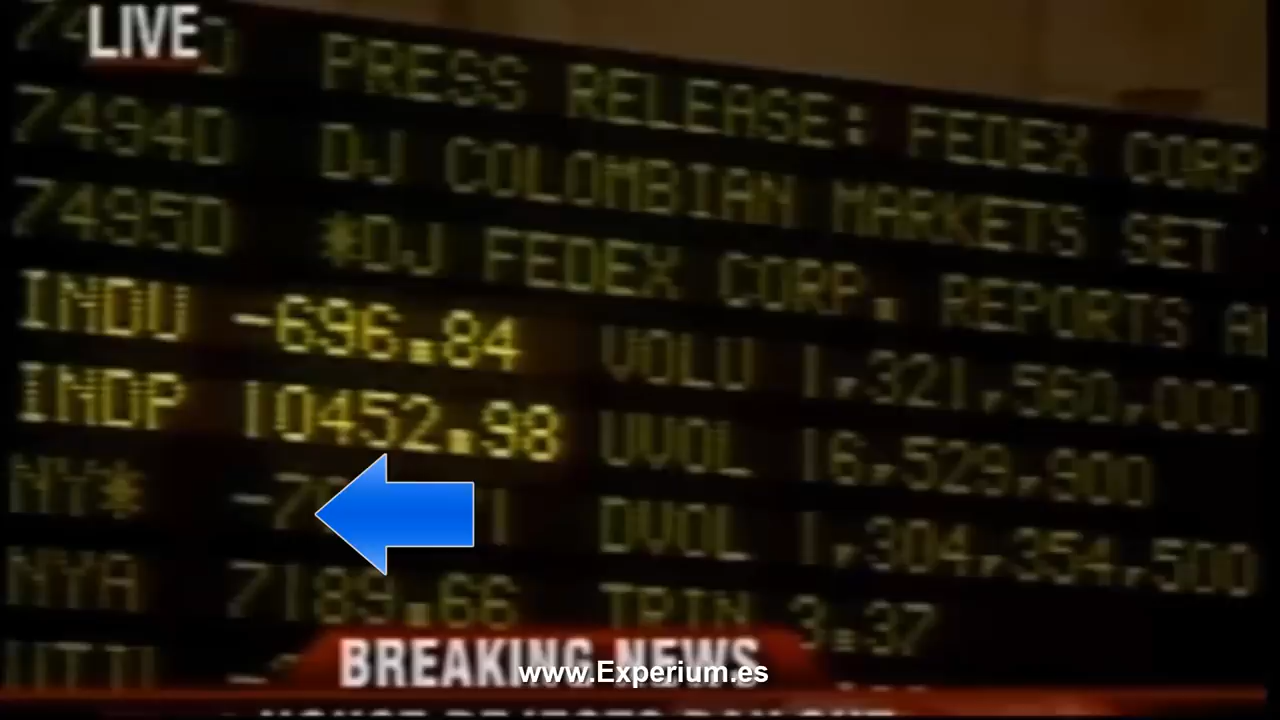 LIVE
PRESS RELEASE: FEDEX CORP
7494D DJ COLOMBIAN MARKETS SET
7495D *DJ FEDEX CORP. REPORTS
INDU -696.84 VOLU 1,321,560,000
INDP 10452.98 UVOL 16,529,900
NY* DVOL 1,304,354,500
NYA 7189.66 TRIN 3.37
BREAKING NEWS
www.Experium.es